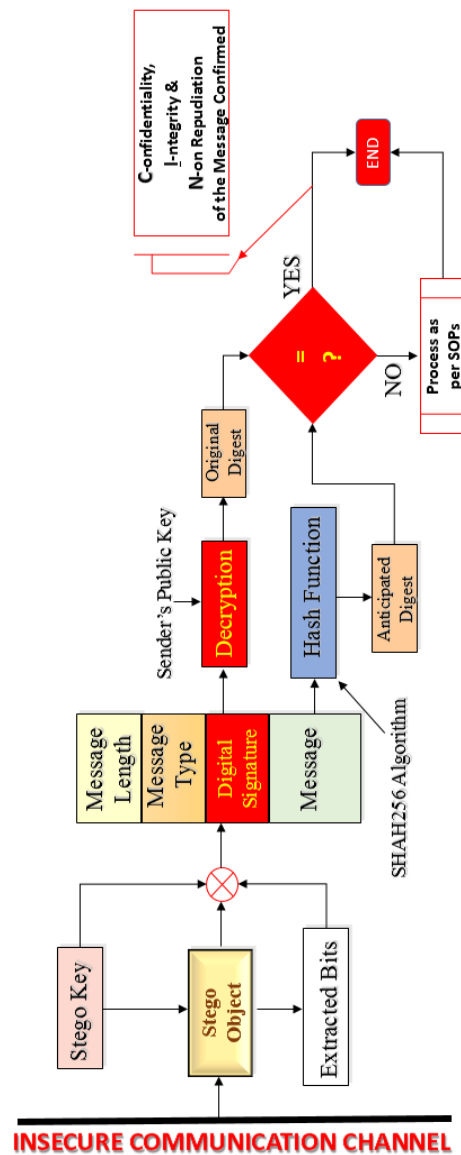 INSECURE COMMUNICATION CHANNEL
Stego Key
Stego
Object
Extracted Bits
Message
Length
Message
Type
Digital
Signature
Message
Sender's Public Key
Decryption
Hash Function
SHAH256 Algorithm
Original
Digest
Anticipated
Digest
=
?
YES
NO
C-onfidentiality,
I-ntegrity &
N-on Repudiation
of the Message Confirmed
END
Process as
per SOPs